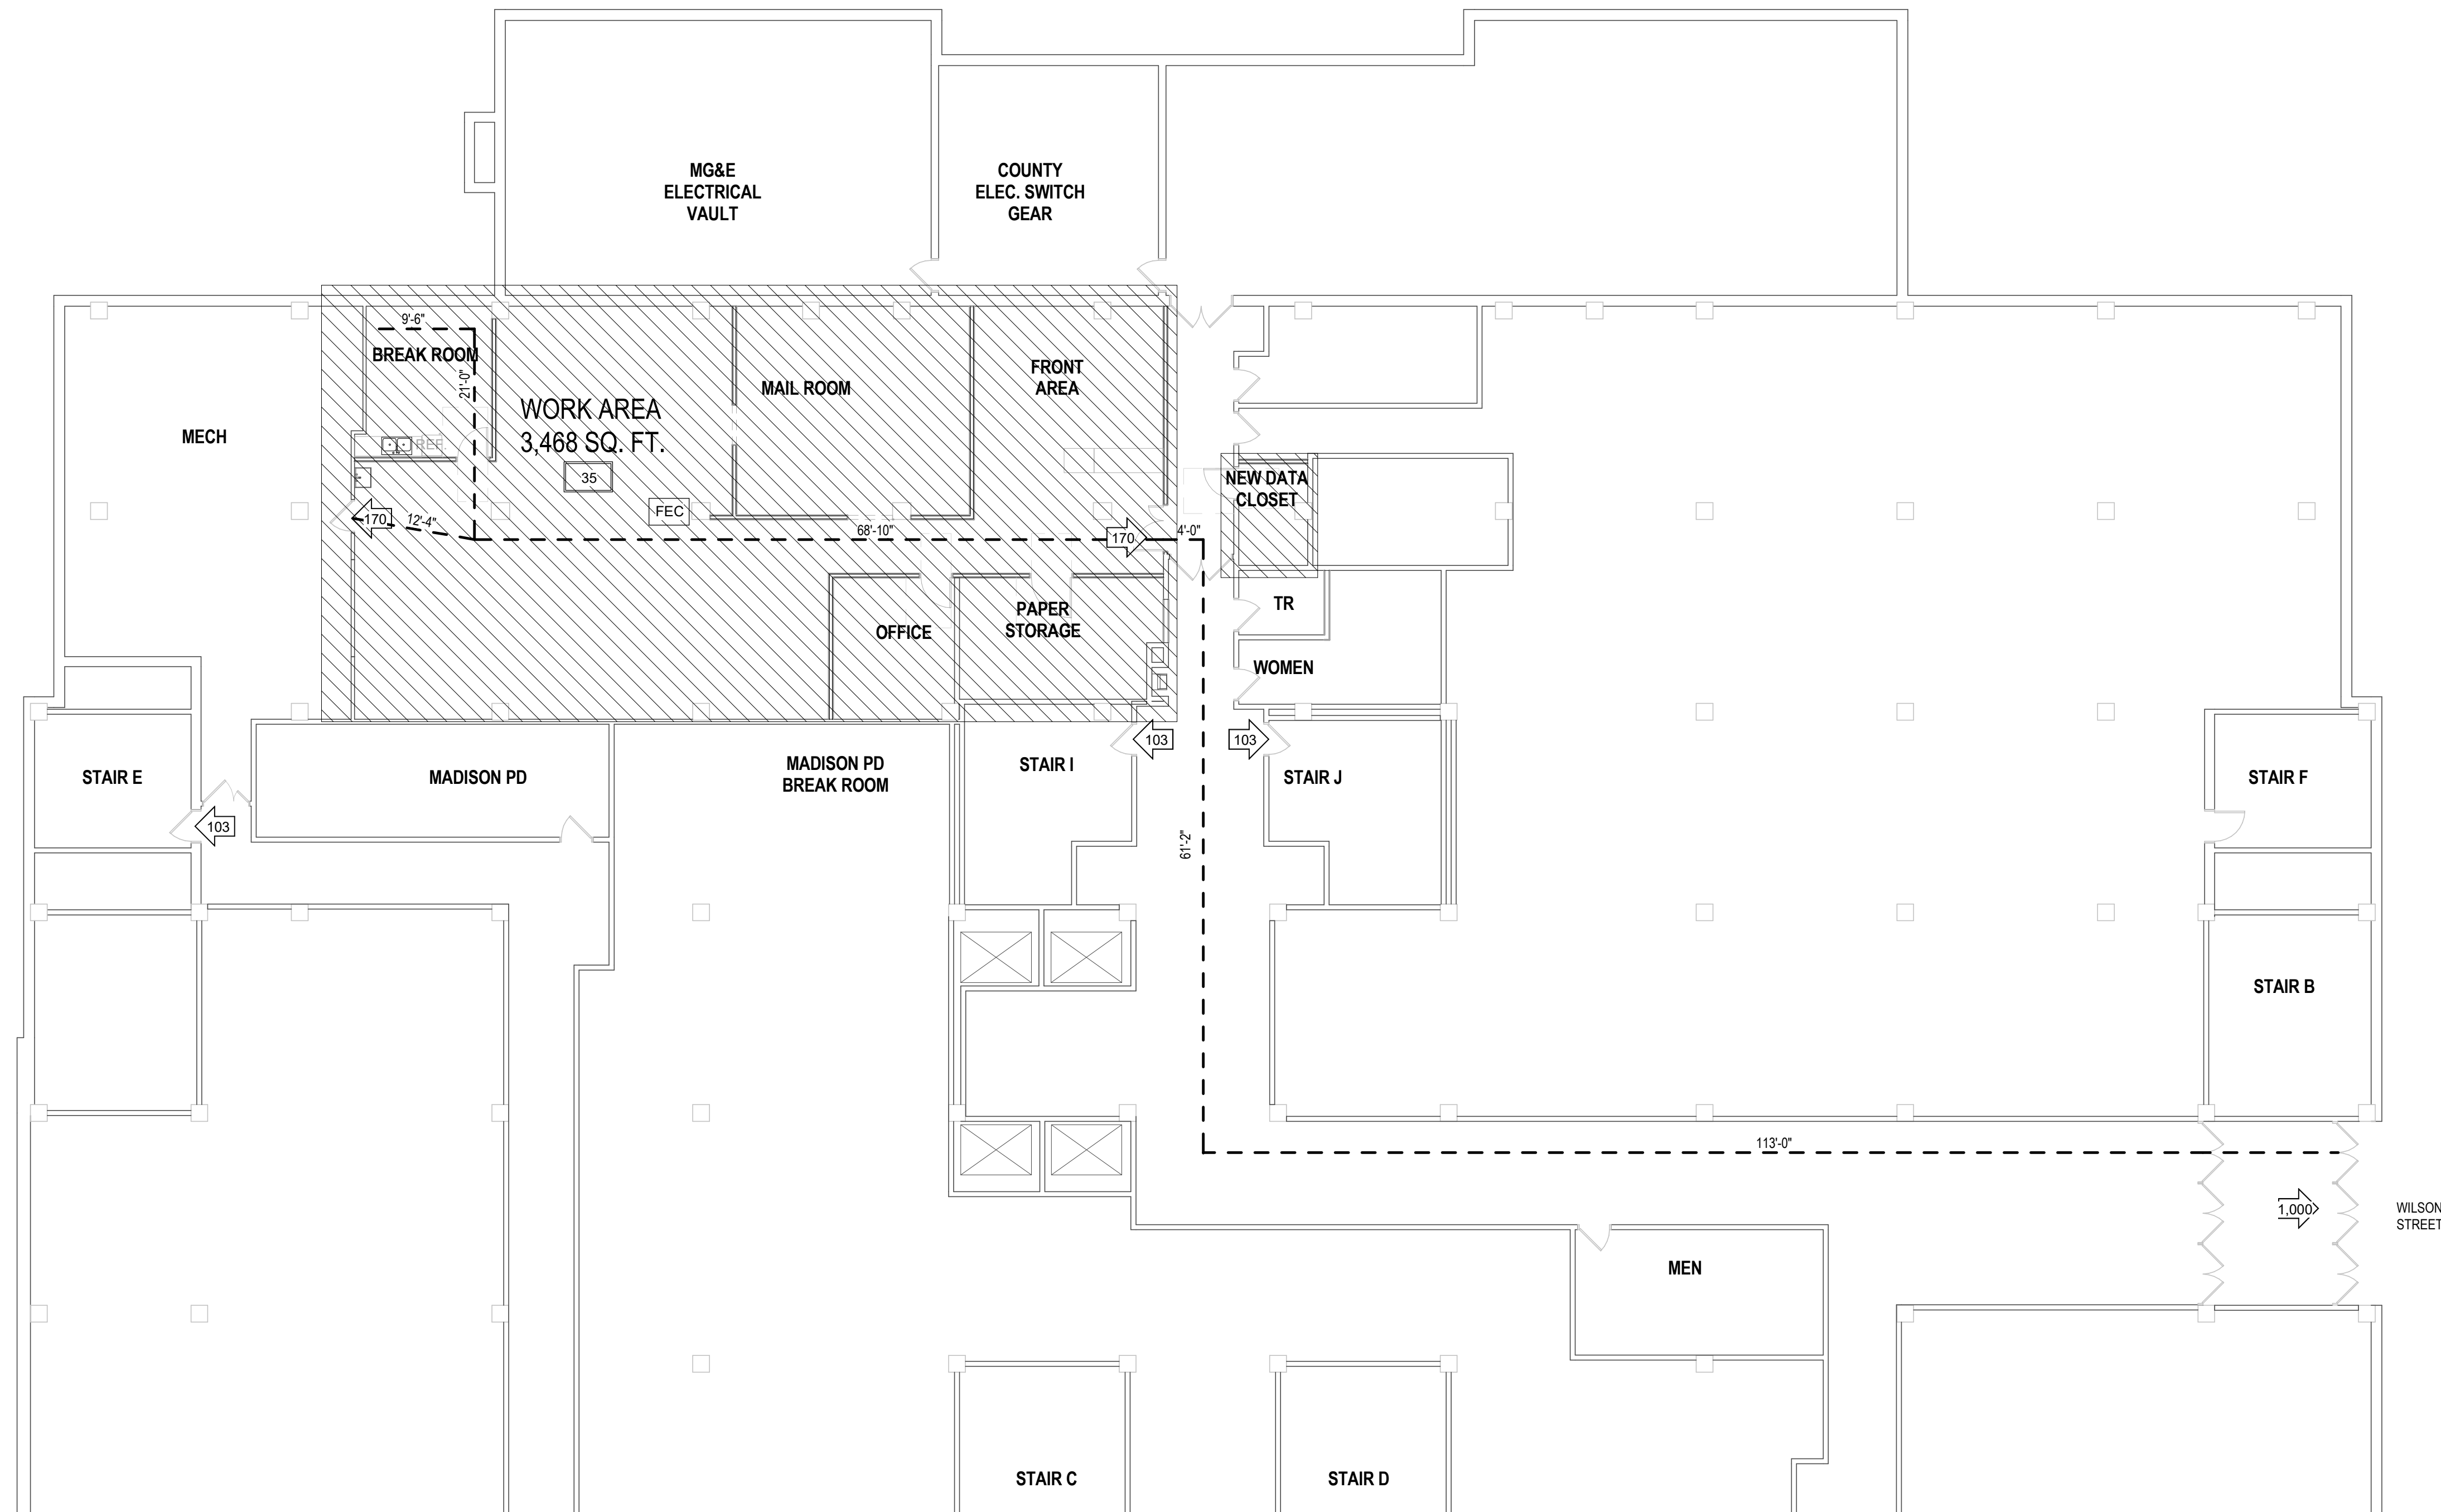 MG&E
ELECTRICAL
VAULT
COUNTY
ELEC. SWITCH
GEAR
9'-6"
BREAK ROOM
21'-0"
WORK AREA
3,468 SQ. FT.
35
FEC
MAIL ROOM
FRONT
AREA
MECH
REF
170
12'-4"
68'-10"
170
4'-0"
NEW DATA
CLOSET
TR
OFFICE
PAPER
STORAGE
WOMEN
103
103
STAIR E
103
MADISON PD
MADISON PD
BREAK ROOM
STAIR I
STAIR J
STAIR F
61'-2"
STAIR B
113'-0"
1,000
WILSON
STREET
MEN
STAIR C
STAIR D